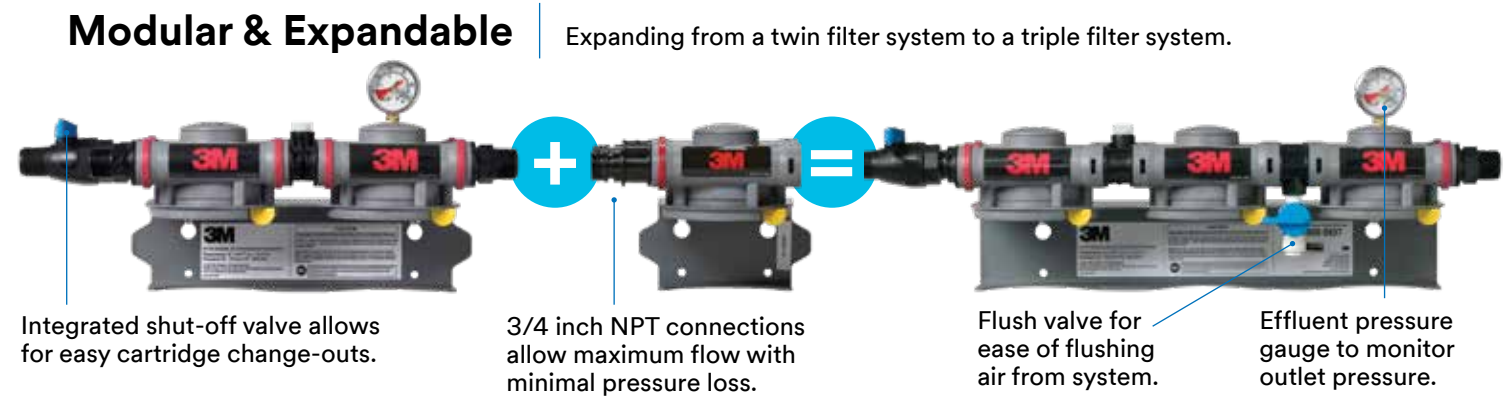 Modular & Expandable
Expanding from a twin filter system to a triple filter system.
3M
3M
+
3M
=
3M
3M
3M
3M
3M
Integrated shut-off valve allows
for easy cartridge change-outs.
3/4 inch NPT connections
allow maximum flow with
minimal pressure loss.
Flush valve for
ease of flushing
air from system.
Effluent pressure
gauge to monitor
outlet pressure.